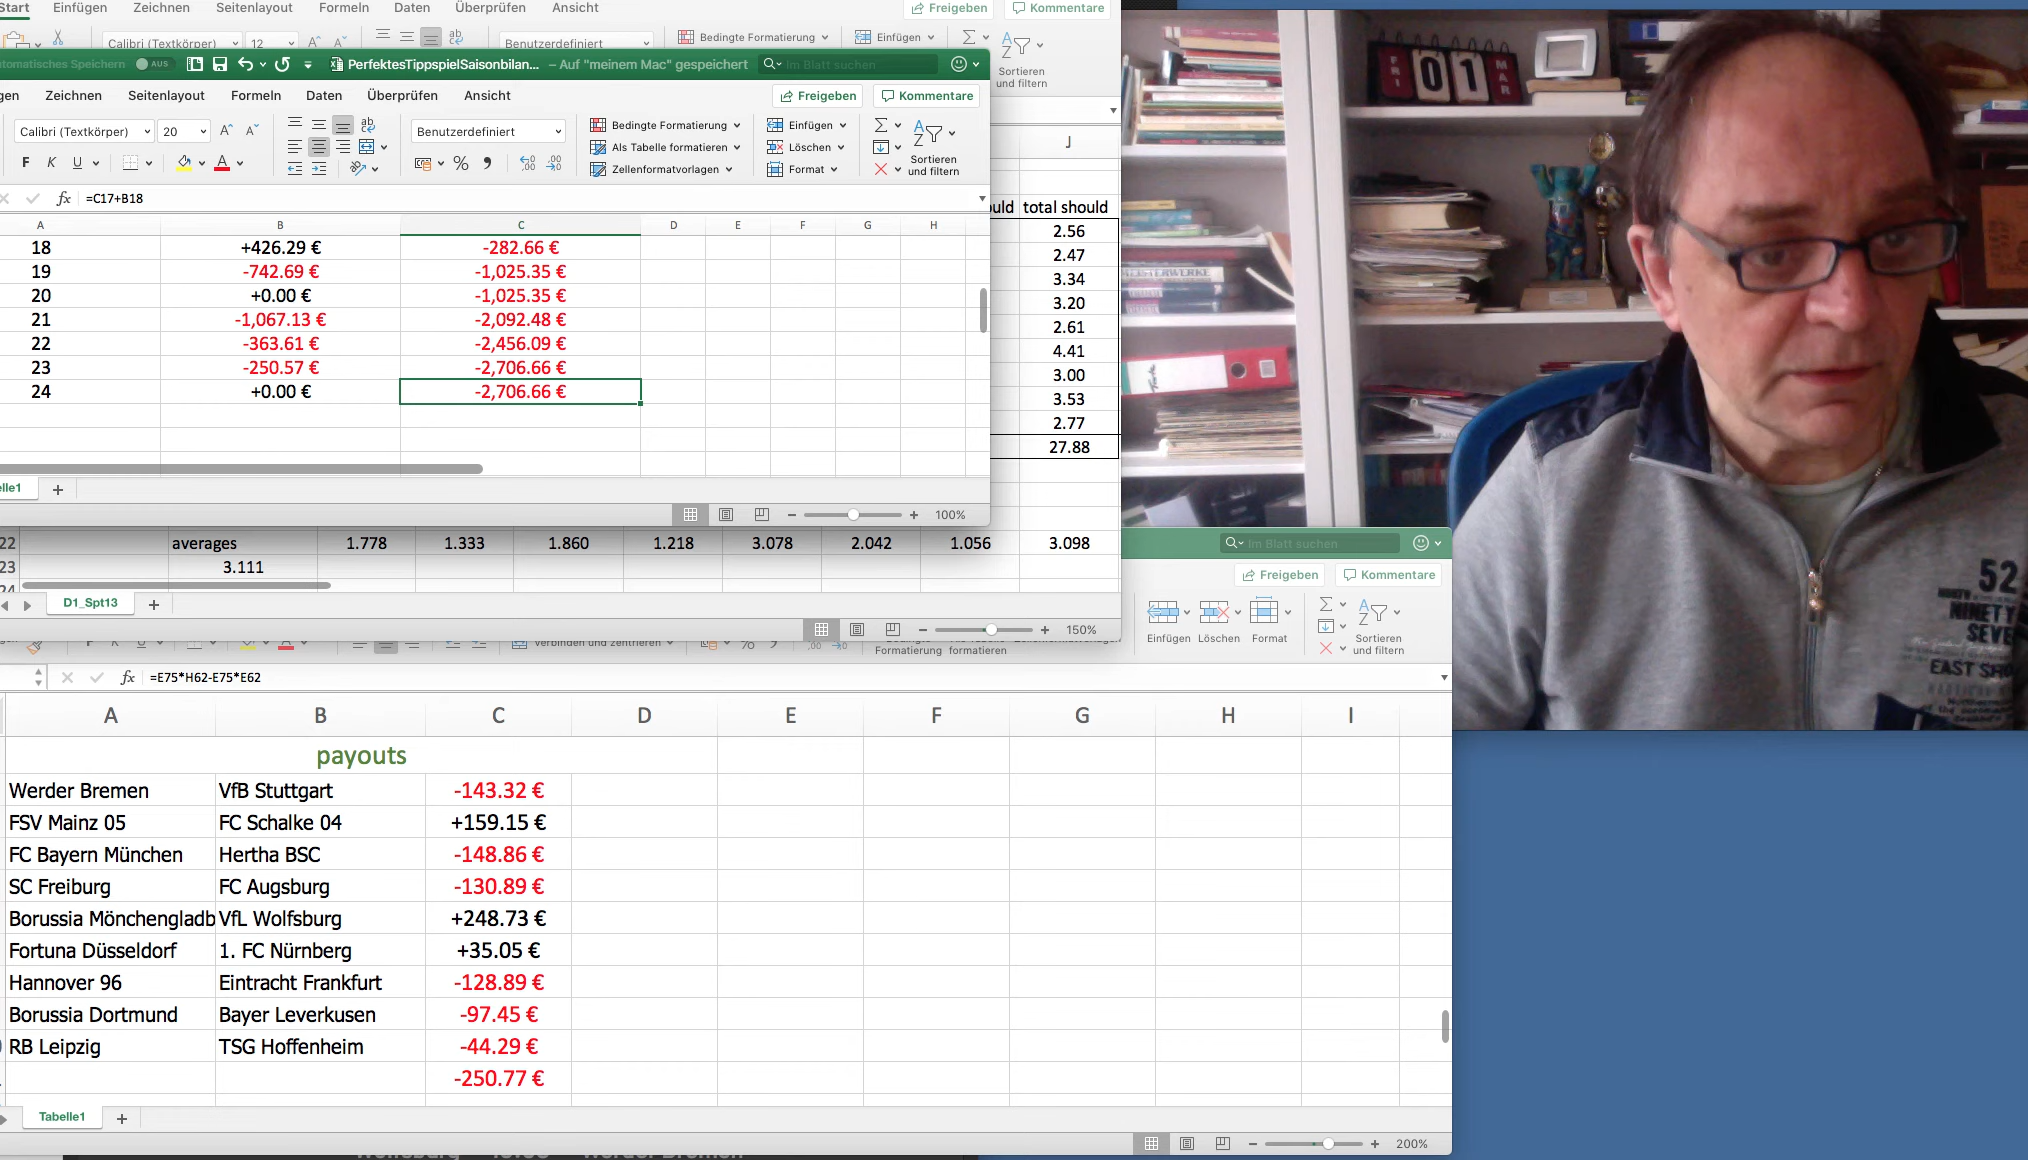 Start Einfügen Zeichnen Seitenlayout Formeln Daten Überprüfen Ansicht Freigeben Kommentare
Calibri (Textkörper) 12 Benutzerdefiniert Bedingte Formatierung Einfügen
Sortieren
und filtern
automatisches Speichern AUS PerfektesTippspielSaisonbilan... – Auf "meinem Mac" gespeichert Im Blatt suchen
Zeichnen Seitenlayout Formeln Daten Überprüfen Ansicht Freigeben Kommentare
Calibri (Textkörper) 20 Benutzerdefiniert Bedingte Formatierung Einfügen
Als Tabelle formatieren Löschen
F K U A Zellenformatvorlagen Format Sortieren
und filtern
fx =C17+B18
A B C D E F G H
18 +426.29 € -282.66 €
19 -742.69 € -1,025.35 €
20 +0.00 € -1,025.35 €
21 -1,067.13 € -2,092.48 €
22 -363.61 € -2,456.09 €
23 -250.57 € -2,706.66 €
24 +0.00 € -2,706.66 €
100%
J
total should
2.56
2.47
3.34
3.20
2.61
4.41
3.00
3.53
2.77
27.88
22 averages 1.778 1.333 1.860 1.218 3.078 2.042 1.056 3.098
23 3.111
24
D1_Spt13
150%
FRI 01 MAR
MEISTERWERKE
52
NINETY
SEVE
EAST SHO
Im Blatt suchen
Freigeben Kommentare
Einfügen Löschen Format Sortieren
und filtern
Verbinden und zentrieren
Formatierung formatieren
fx =E75*H62-E75*E62
A B C D E F G H I
payouts
Werder Bremen VfB Stuttgart -143.32 €
FSV Mainz 05 FC Schalke 04 +159.15 €
FC Bayern München Hertha BSC -148.86 €
SC Freiburg FC Augsburg -130.89 €
Borussia Mönchengladb VfL Wolfsburg +248.73 €
Fortuna Düsseldorf 1. FC Nürnberg +35.05 €
Hannover 96 Eintracht Frankfurt -128.89 €
Borussia Dortmund Bayer Leverkusen -97.45 €
RB Leipzig TSG Hoffenheim -44.29 €
-250.77 €
Tabelle1
200%